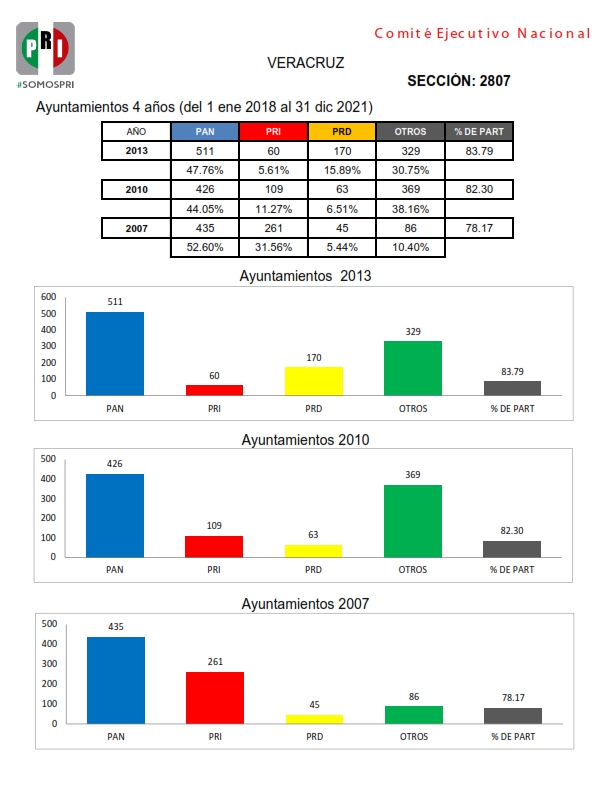 PRI
#SOMOSPRI
Comité Ejecutivo Nacional
VERACRUZ
SECCIÓN: 2807
Ayuntamientos 4 años (del 1 ene 2018 al 31 dic 2021)
AÑO PAN PRI PRD OTROS % DE PART
2013 511 60 170 329 83.79
47.76% 5.61% 15.89% 30.75%
2010 426 109 63 369 82.30
44.05% 11.27% 6.51% 38.16%
2007 435 261 45 86 78.17
52.60% 31.56% 5.44% 10.40%
Ayuntamientos 2013
600
500
400
300
200
100
0
511 60 170 329 83.79
PAN PRI PRD OTROS % DE PART
Ayuntamientos 2010
500
400
300
200
100
0
426 109 63 369 82.30
PAN PRI PRD OTROS % DE PART
Ayuntamientos 2007
500
400
300
200
100
0
435 261 45 86 78.17
PAN PRI PRD OTROS % DE PART